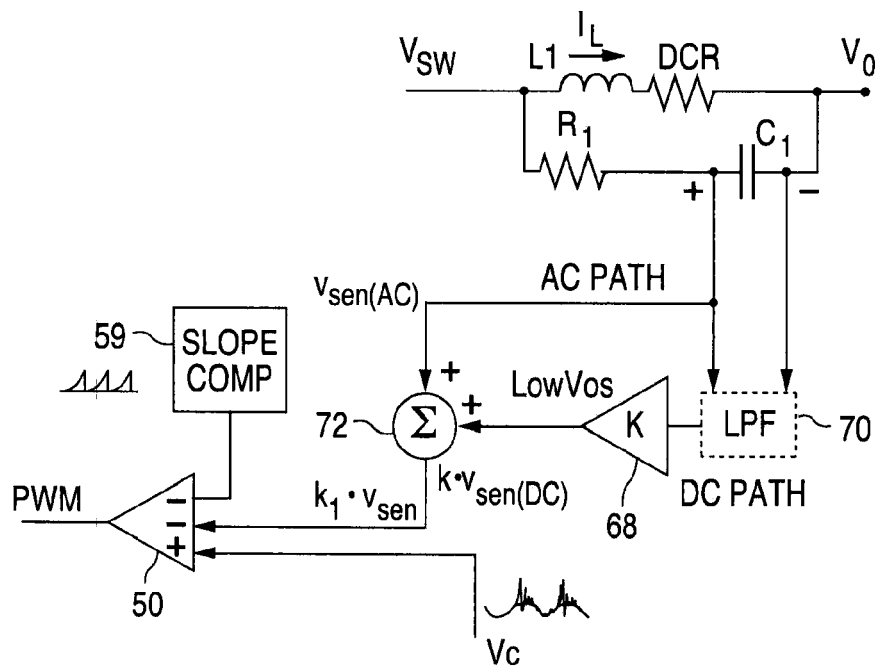 I_L
V_SW L1 DCR V_0
R_1 C_1
+ −
AC PATH
v_sen(AC)
59 SLOPE
COMP
+
+ LowVos
72 Σ K LPF 70
k·v_sen(DC) DC PATH
68
PWM
k_1·v_sen
−
−
+
50
Vc